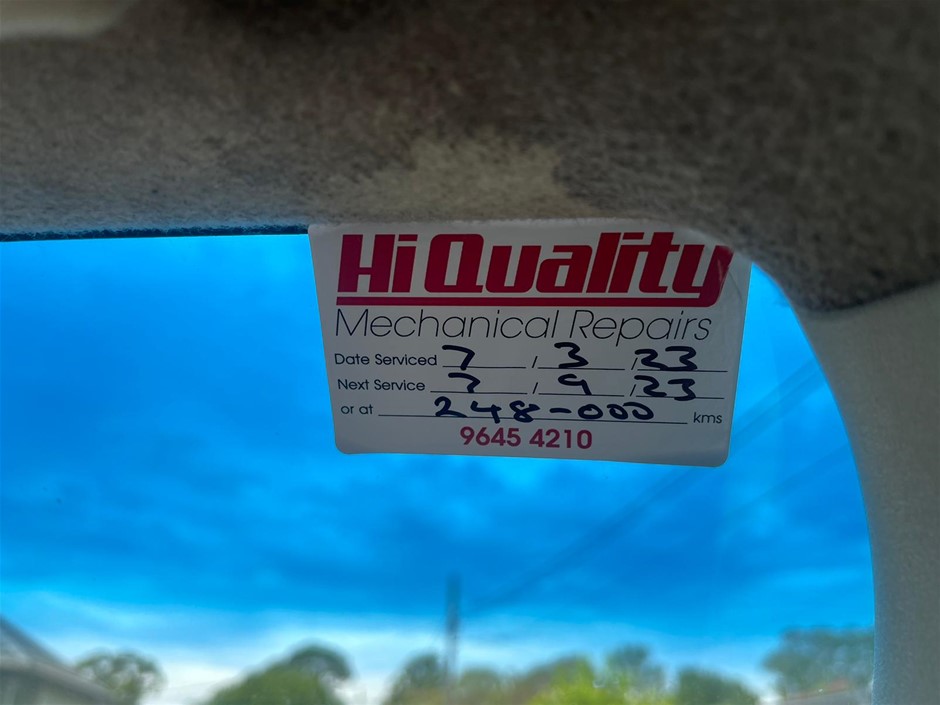 Hi Quality
Mechanical Repairs
Date Serviced 7 / 3 / 23
Next Service 7 / 9 / 23
or at 248-000 kms
9645 4210